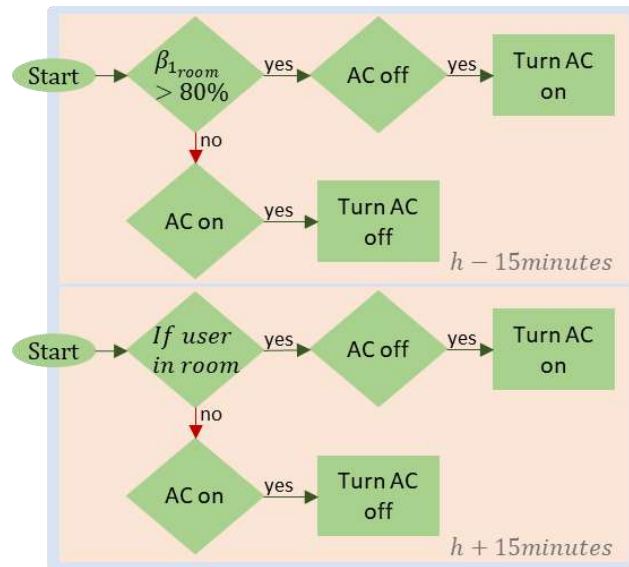 Start
β₁room
> 80%
yes
AC off
yes
Turn AC
on
no
AC on
yes
Turn AC
off
h − 15minutes
Start
If user
in room
yes
AC off
yes
Turn AC
on
no
AC on
yes
Turn AC
off
h + 15minutes